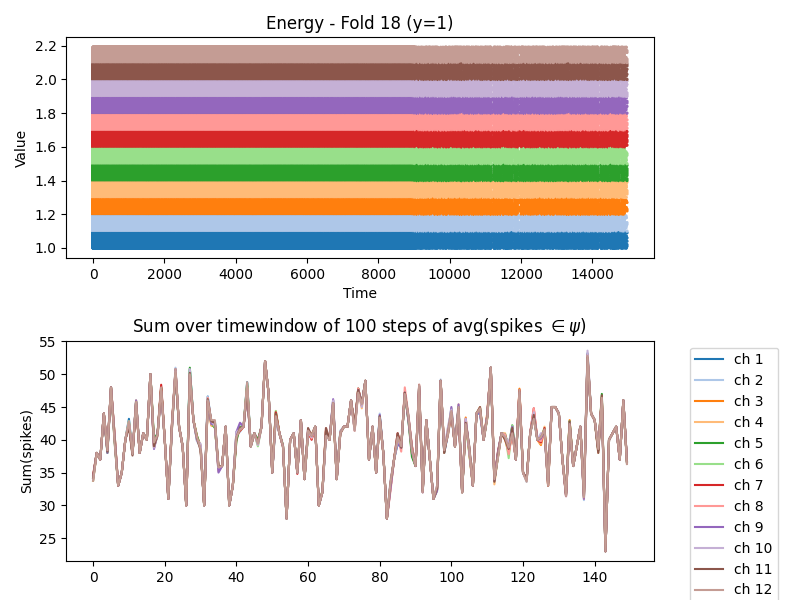 Energy - Fold 18 (y=1)
2.2
2.0
1.8
1.6
1.4
1.2
1.0
Value
0 2000 4000 6000 8000 10000 12000 14000
Time
Sum over timewindow of 100 steps of avg(spikes ∈ ψ)
55
50
45
40
35
30
25
Sum(spikes)
0 20 40 60 80 100 120 140
ch 1
ch 2
ch 3
ch 4
ch 5
ch 6
ch 7
ch 8
ch 9
ch 10
ch 11
ch 12